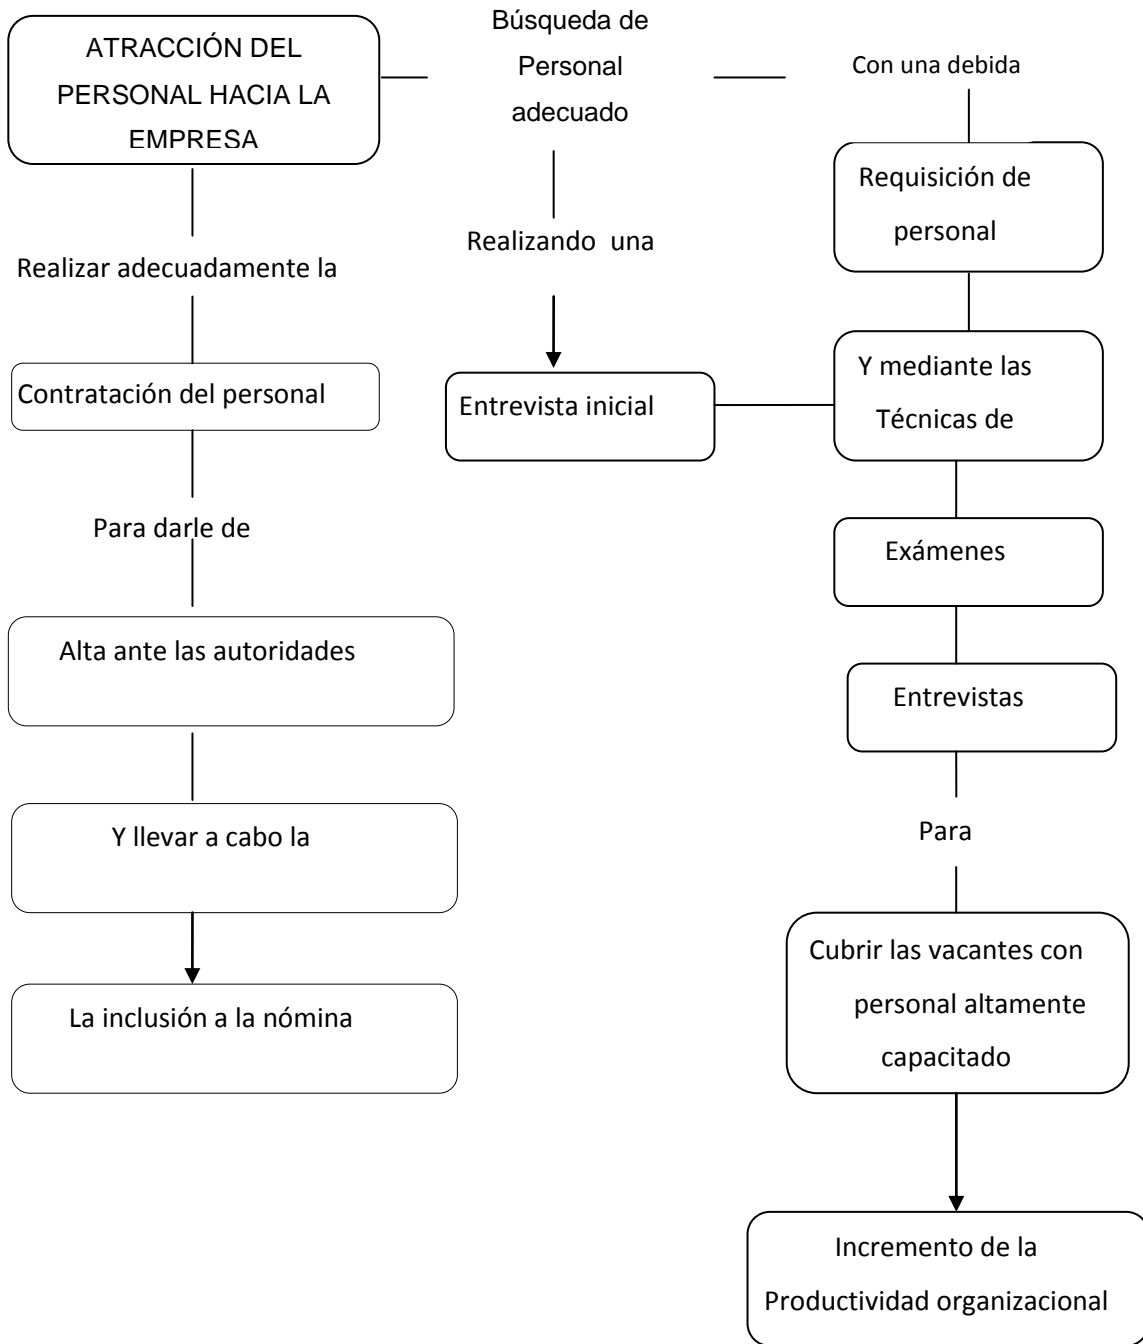 ATRACCIÓN DEL
PERSONAL HACIA LA
EMPRESA
Búsqueda de
Personal
adecuado
Con una debida
Requisición de
personal
Realizando una
Realizar adecuadamente la
Contratación del personal
Entrevista inicial
Y mediante las
Técnicas de
Para darle de
Exámenes
Alta ante las autoridades
Entrevistas
Y llevar a cabo la
Para
La inclusión a la nómina
Cubrir las vacantes con
personal altamente
capacitado
Incremento de la
Productividad organizacional